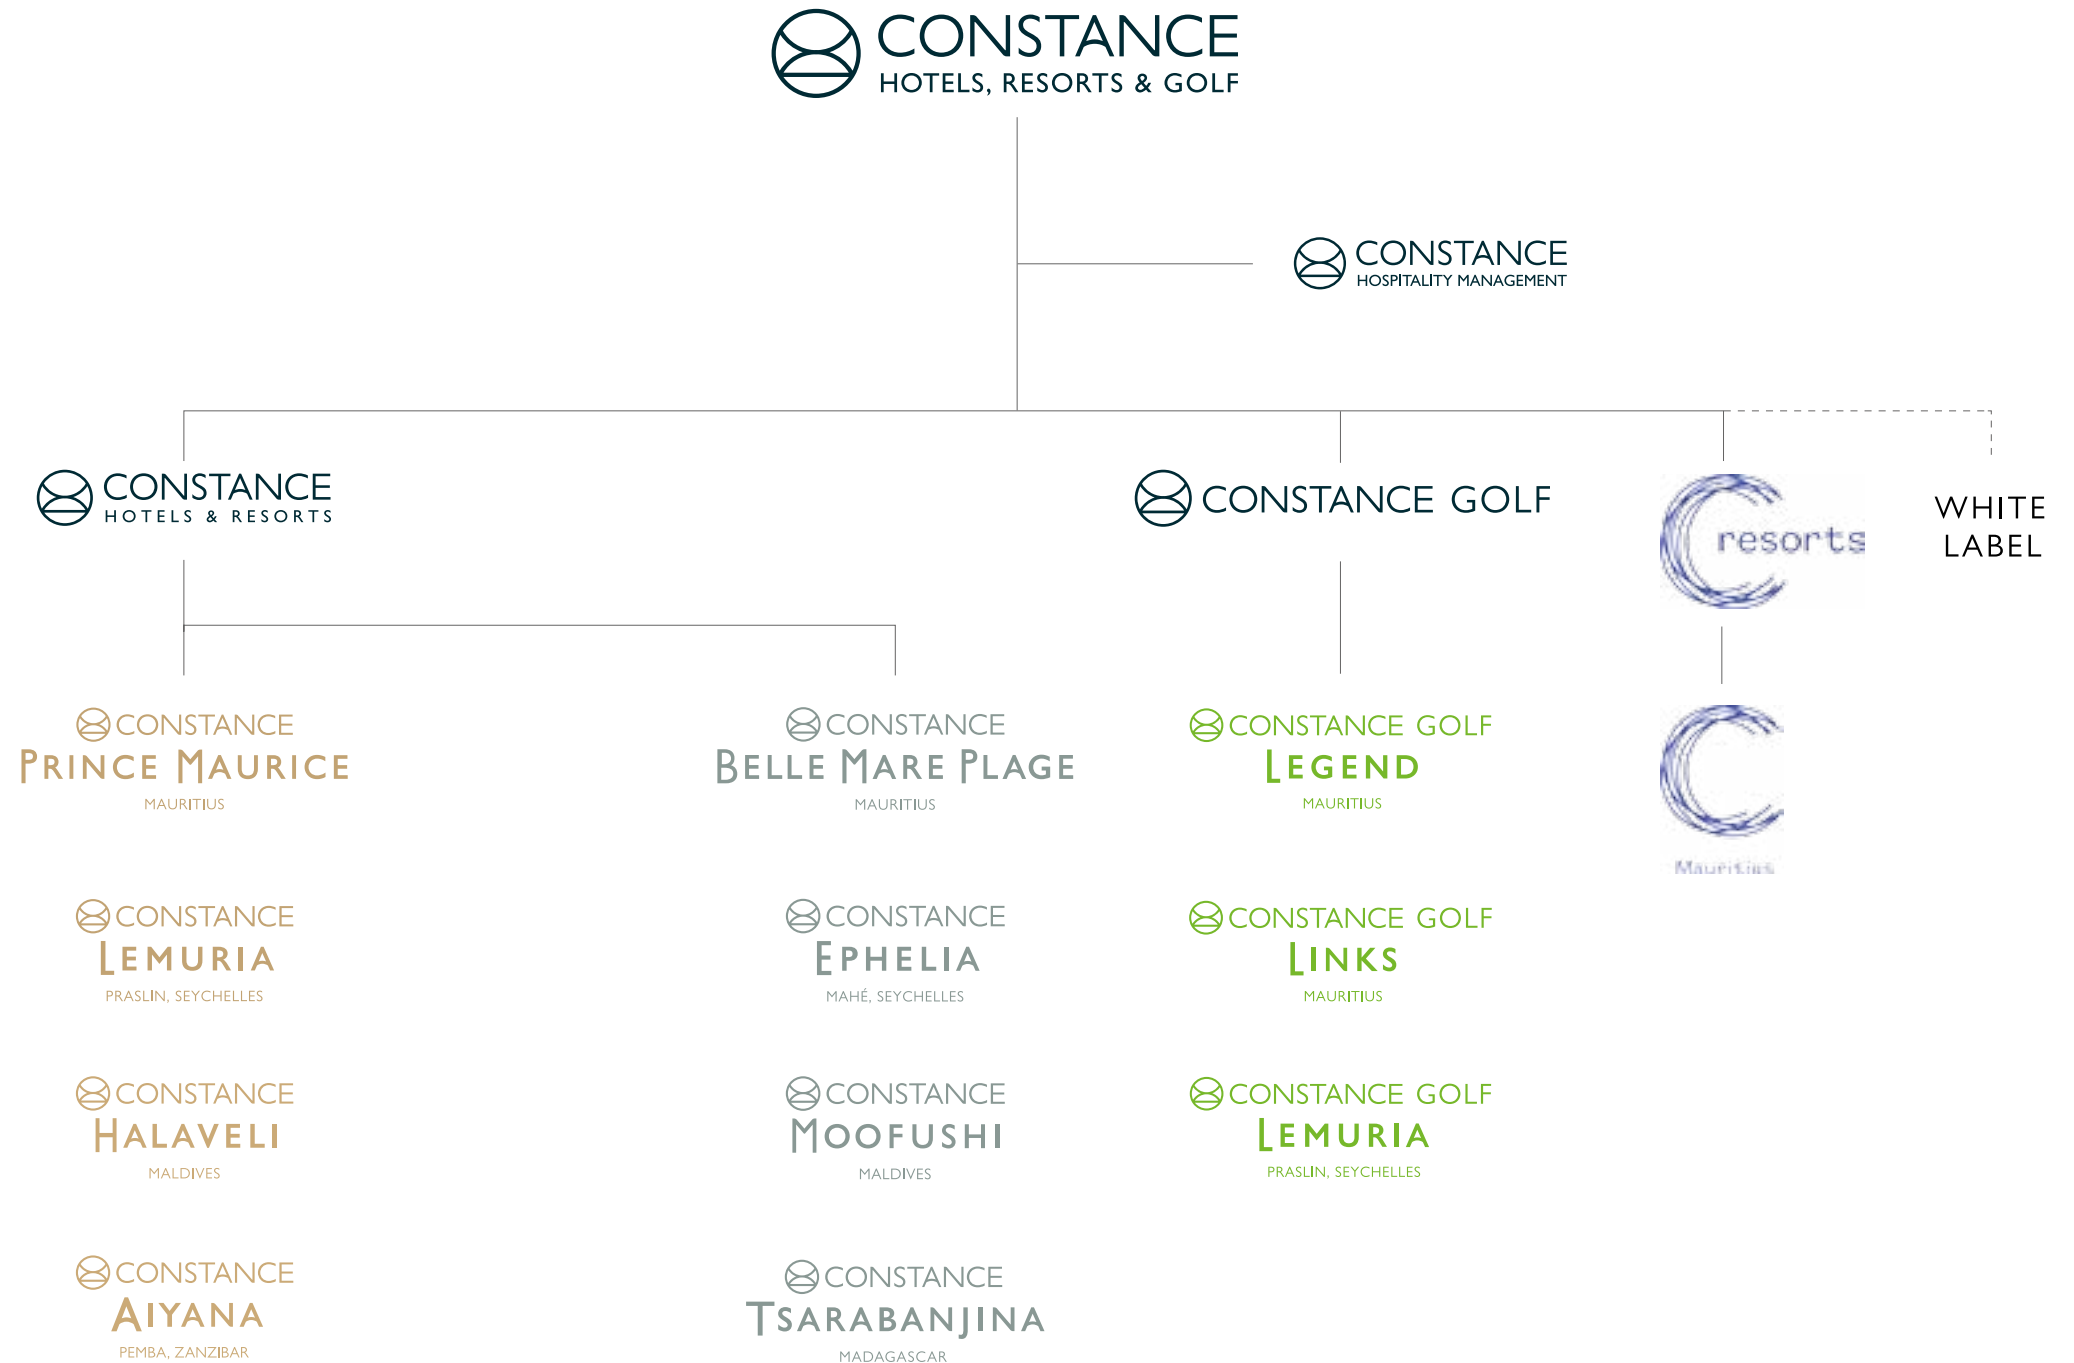 CONSTANCE
HOTELS, RESORTS & GOLF
CONSTANCE
HOSPITALITY MANAGEMENT
CONSTANCE
HOTELS & RESORTS
CONSTANCE GOLF
resorts
WHITE
LABEL
CONSTANCE
PRINCE MAURICE
MAURITIUS
CONSTANCE
LEMURIA
PRASLIN, SEYCHELLES
CONSTANCE
HALAVELI
MALDIVES
CONSTANCE
AIYANA
PEMBA, ZANZIBAR
CONSTANCE
BELLE MARE PLAGE
MAURITIUS
CONSTANCE
EPHELIA
MAHÉ, SEYCHELLES
CONSTANCE
MOOFUSHI
MALDIVES
CONSTANCE
TSARABANJINA
MADAGASCAR
CONSTANCE GOLF
LEGEND
MAURITIUS
CONSTANCE GOLF
LINKS
MAURITIUS
CONSTANCE GOLF
LEMURIA
PRASLIN, SEYCHELLES
Mauritius